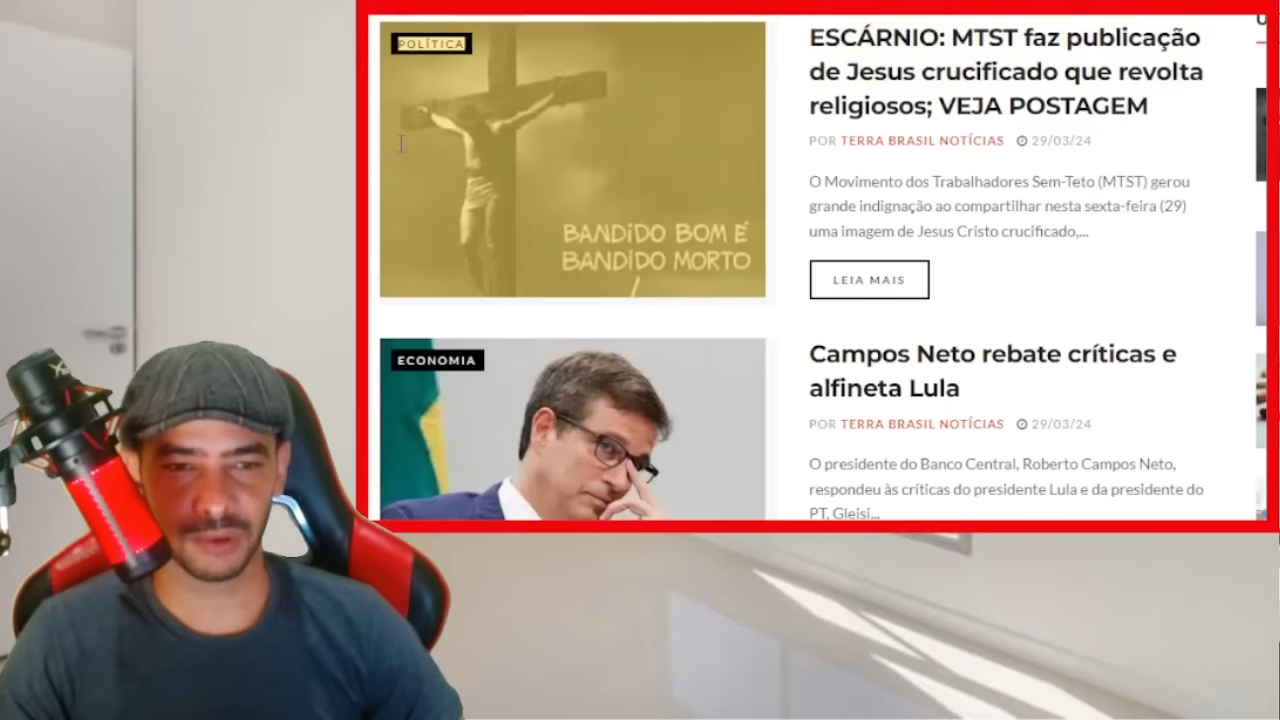 POLÍTICA
BANDIDO BOM É
BANDIDO MORTO
ESCÁRNIO: MTST faz publicação
de Jesus crucificado que revolta
religiosos; VEJA POSTAGEM
POR TERRA BRASIL NOTÍCIAS 29/03/24
O Movimento dos Trabalhadores Sem-Teto (MTST) gerou
grande indignação ao compartilhar nesta sexta-feira (29)
uma imagem de Jesus Cristo crucificado,...
LEIA MAIS
ECONOMIA
Campos Neto rebate críticas e
alfineta Lula
POR TERRA BRASIL NOTÍCIAS 29/03/24
O presidente do Banco Central, Roberto Campos Neto,
respondeu às críticas do presidente Lula e da presidente do
PT, Gleisi...